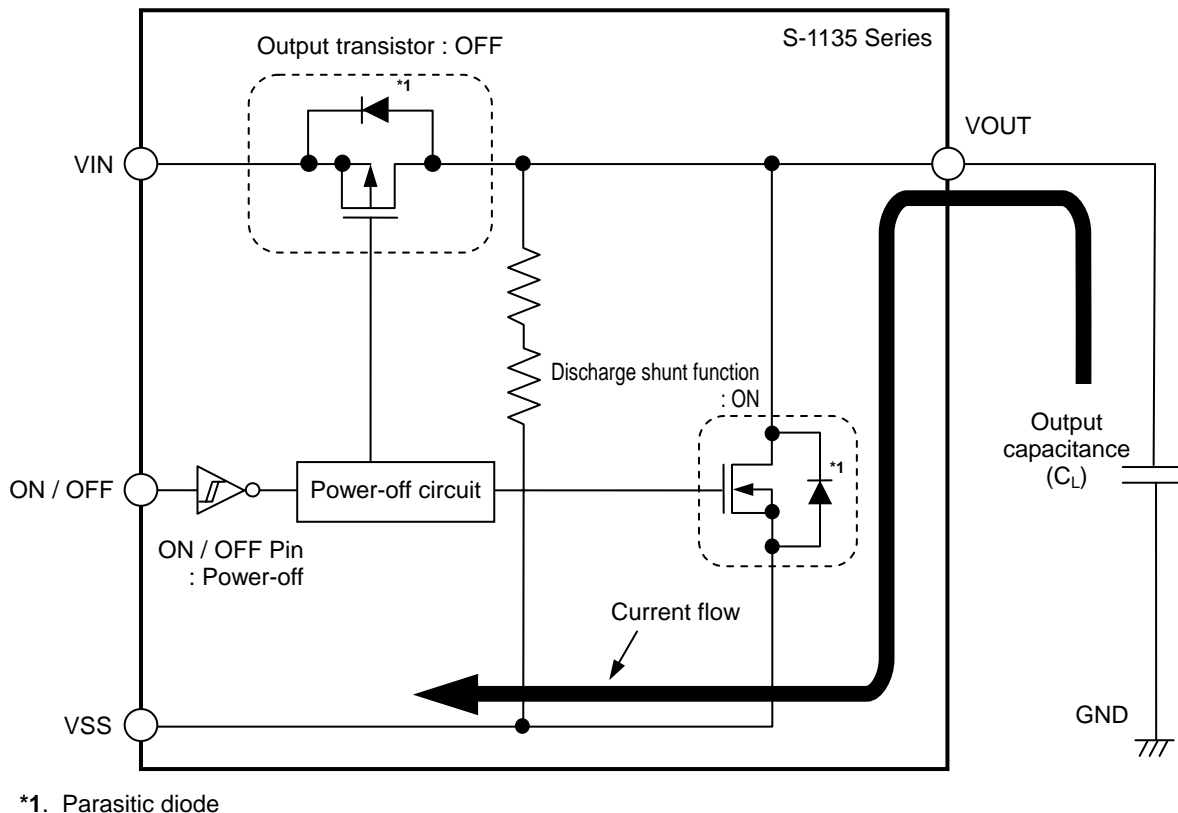 Output transistor : OFF
S-1135 Series
*1
VOUT
VIN
Discharge shunt function
: ON
*1
Output
capacitance
(CL)
ON / OFF
Power-off circuit
ON / OFF Pin
: Power-off
Current flow
VSS
GND
*1. Parasitic diode